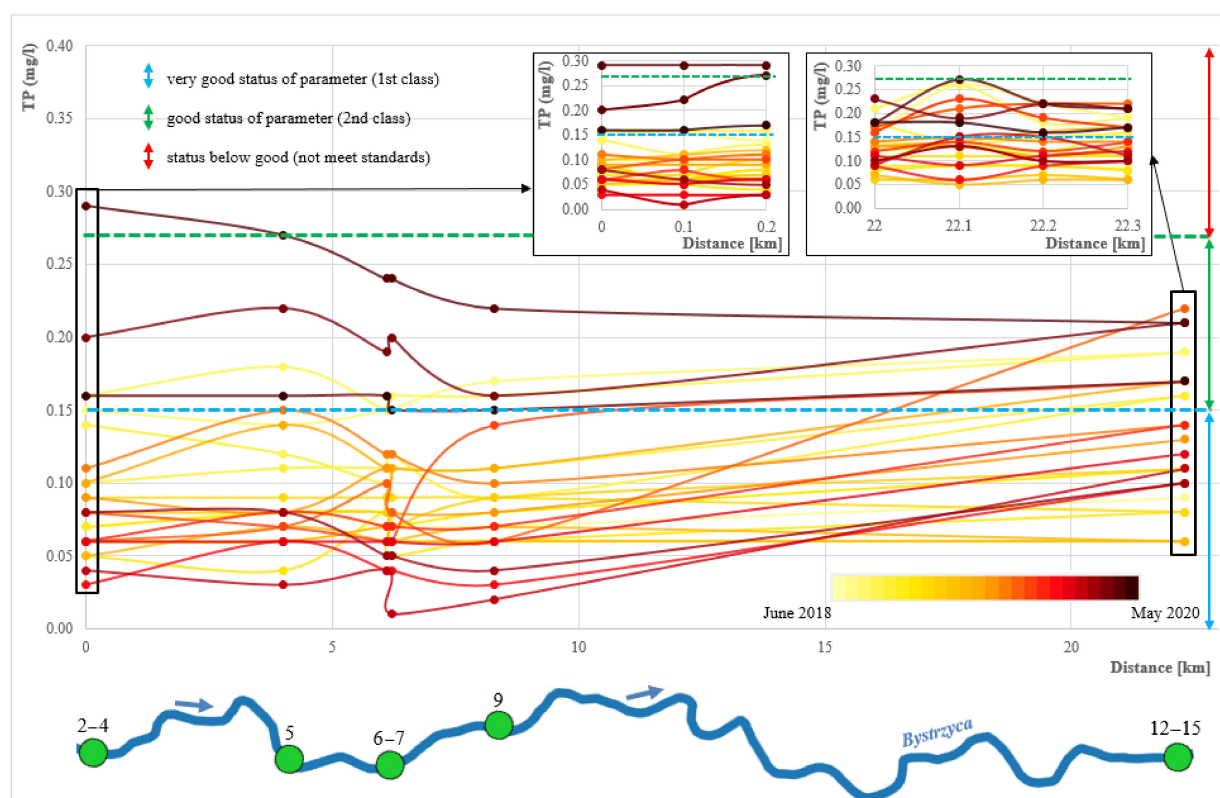 0.40
0.35
0.30
0.25
0.20
0.15
0.10
0.05
0.00
TP (mg/l)
very good status of parameter (1st class)
good status of parameter (2nd class)
status below good (not meet standards)
0.30
0.25
0.20
0.15
0.10
0.05
0.00
TP (mg/l)
0 0.1 0.2
Distance [km]
0.30
0.25
0.20
0.15
0.10
0.05
0.00
TP (mg/l)
22 22.1 22.2 22.3
Distance [km]
June 2018 May 2020
0 5 10 15 20
Distance [km]
2–4
5
6–7
9
Bystrzyca
12–15